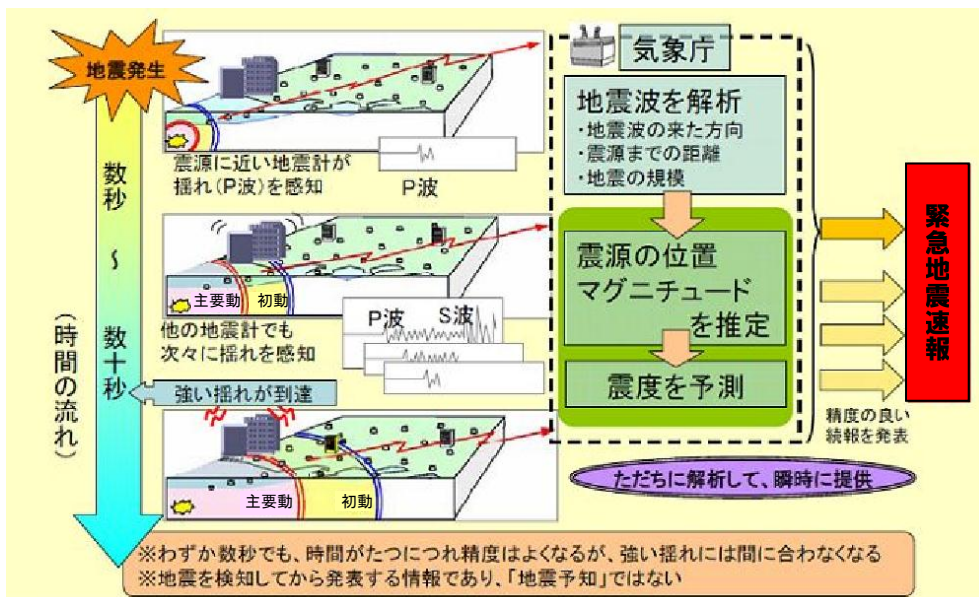 地震発生
数秒
~
数十秒
(時間の流れ)
震源に近い地震計が
揺れ(P波)を感知
P波
主要動
初動
他の地震計でも
次々に揺れを感知
P波
S波
強い揺れが到達
主要動
初動
気象庁
地震波を解析
・地震波の来た方向
・震源までの距離
・地震の規模
震源の位置
マグニチュード
を推定
震度を予測
緊急地震速報
精度の良い
続報を発表
ただちに解析して、瞬時に提供
※わずか数秒でも、時間がたつにつれ精度はよくなるが、強い揺れには間に合わなくなる
※地震を検知してから発表する情報であり、「地震予知」ではない